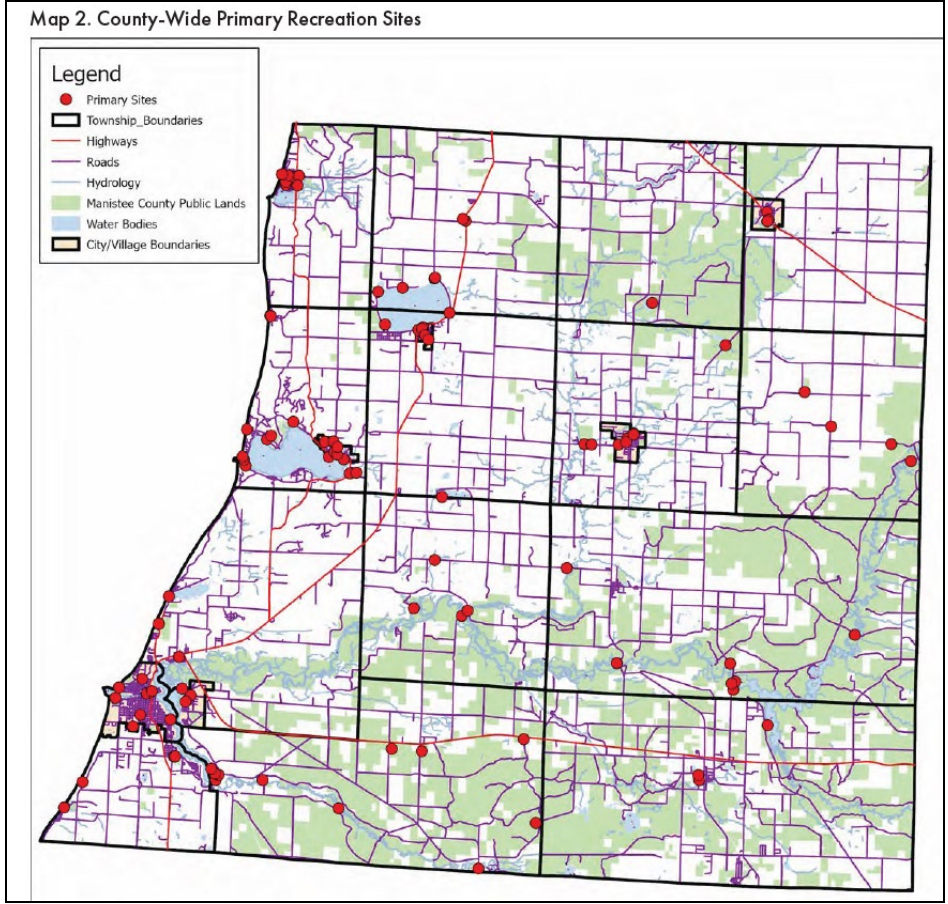 Map 2. County-Wide Primary Recreation Sites
Legend
Primary Sites
Township_Boundaries
Highways
Roads
Hydrology
Manistee County Public Lands
Water Bodies
City/Village Boundaries